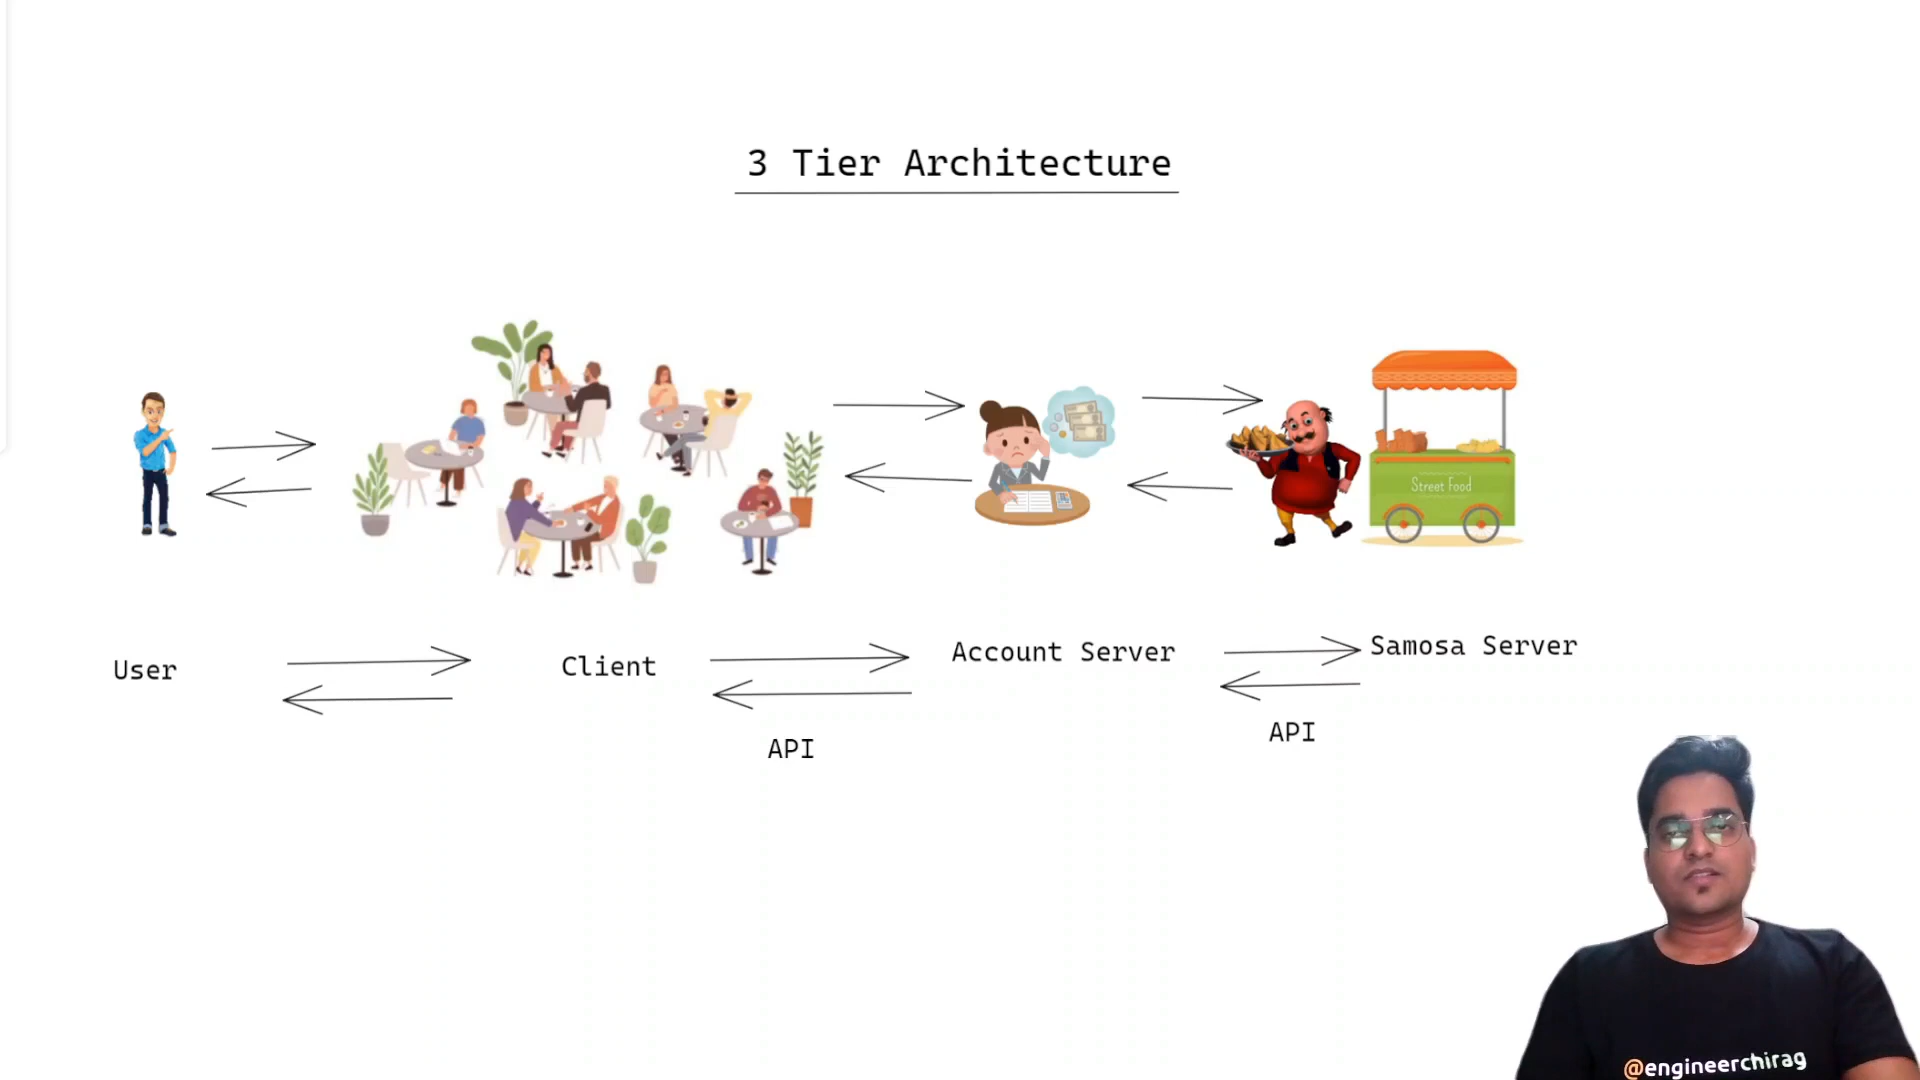 3 Tier Architecture
Street Food
User
Client
Account Server
Samosa Server
API
API
@engineerchirag